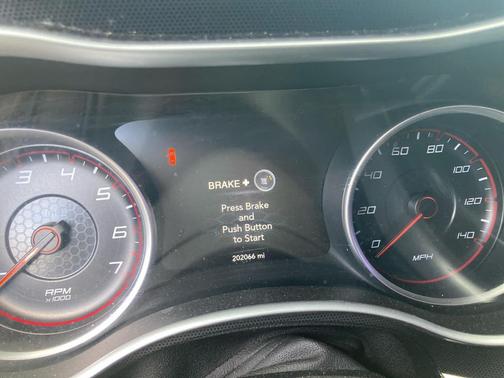 BRAKE +
Press Brake
and
Push Button
to Start
202066 mi
3 4 5 6 7
RPM
x1000
0 20 40 60 80 100 120 140
MPH